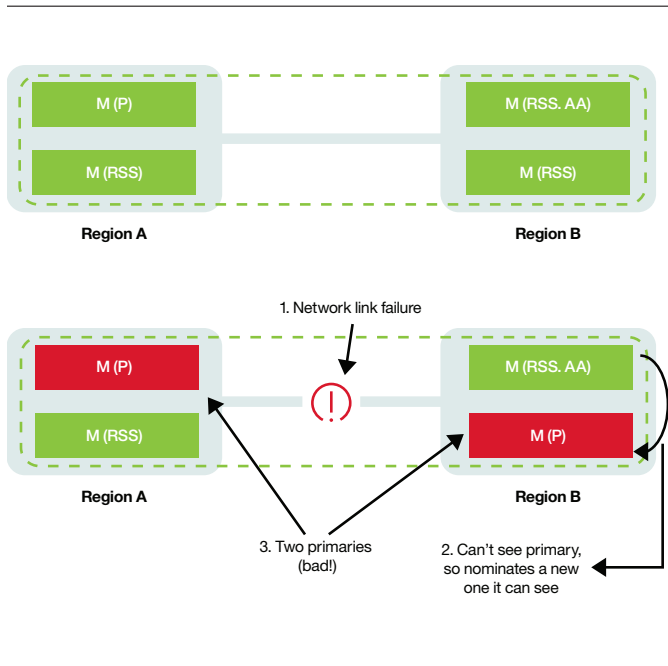 M (P)
M (RSS. AA)
M (RSS)
M (RSS)
Region A
Region B
1. Network link failure
M (P)
M (RSS. AA)
M (RSS)
M (P)
Region A
Region B
3. Two primaries
(bad!)
2. Can’t see primary,
so nominates a new
one it can see